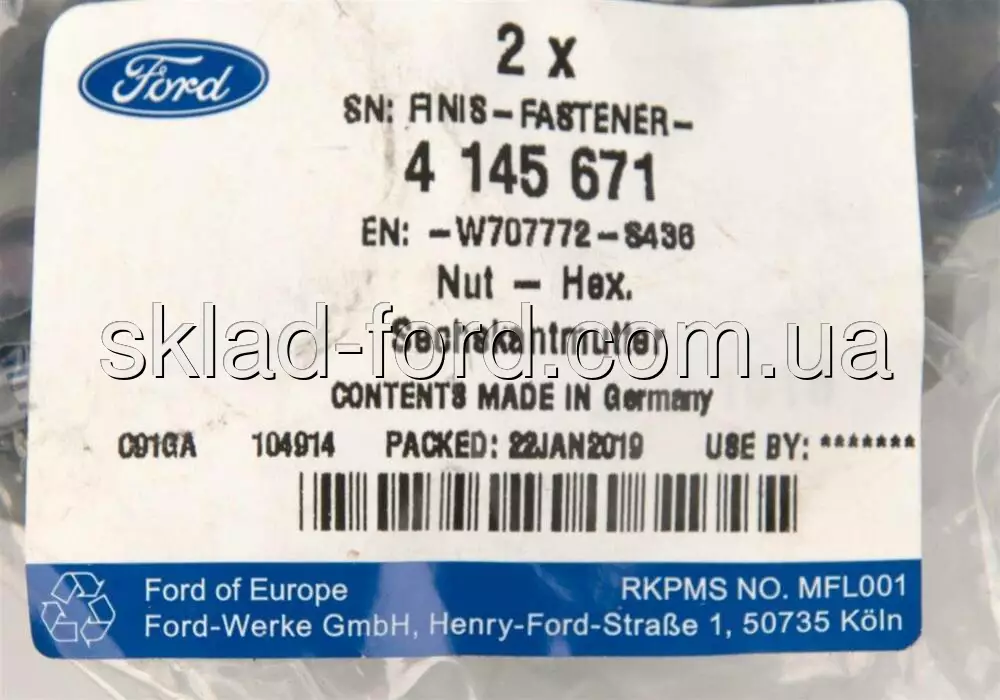 Ford
2 x
SN: FINIS-FASTENER-
4 145 671
EN: -W707772-S436
Nut - Hex.
sklad-ford.com.ua
Sechskantmutter
CONTENTS MADE IN Germany
C91GA 104914 PACKED: 22JAN2019 USE BY: *******
Ford of Europe RKPMS NO. MFL001
Ford-Werke GmbH, Henry-Ford-Straße 1, 50735 Köln